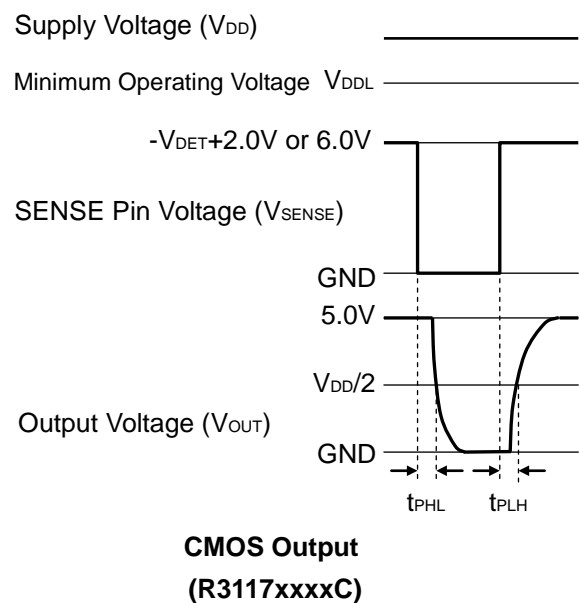 Supply Voltage (VDD)
Minimum Operating Voltage VDDL
-VDET+2.0V or 6.0V
SENSE Pin Voltage (VSENSE)
GND
5.0V
VDD/2
Output Voltage (VOUT)
GND
tPHL tPLH
CMOS Output
(R3117xxxxC)